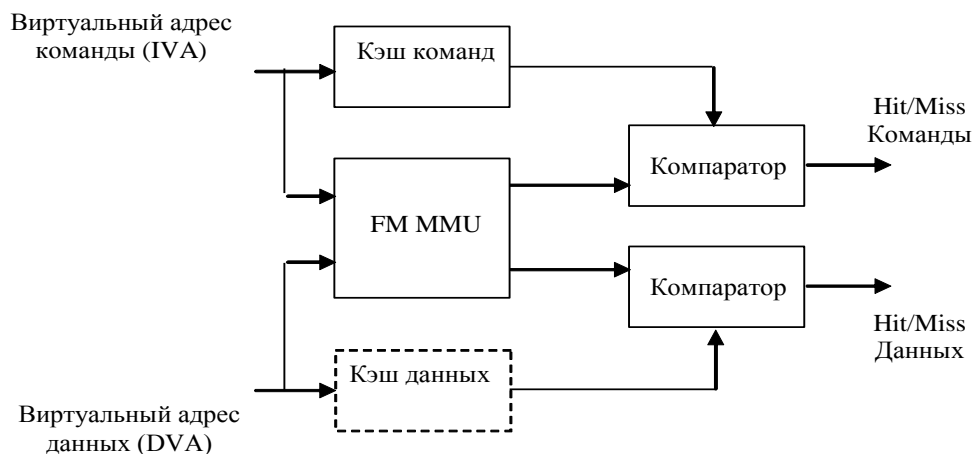 Виртуальный адрес
команды (IVA)
Кэш команд
Hit/Miss
Команды
Компаратор
FM MMU
Компаратор
Hit/Miss
Данных
Кэш данных
Виртуальный адрес
данных (DVA)